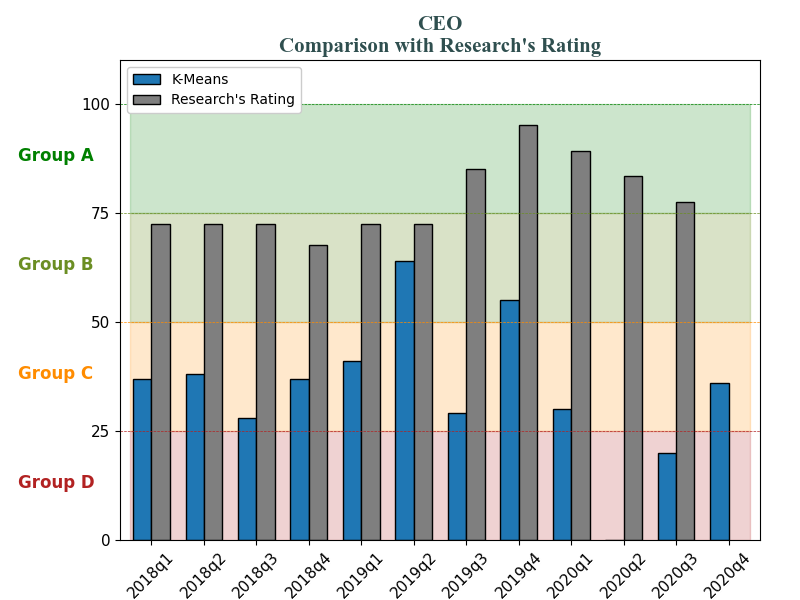 CEO
Comparison with Research's Rating
K-Means
Research's Rating
100
Group A
75
Group B
50
Group C
25
Group D
0
2018q1
2018q2
2018q3
2018q4
2019q1
2019q2
2019q3
2019q4
2020q1
2020q2
2020q3
2020q4